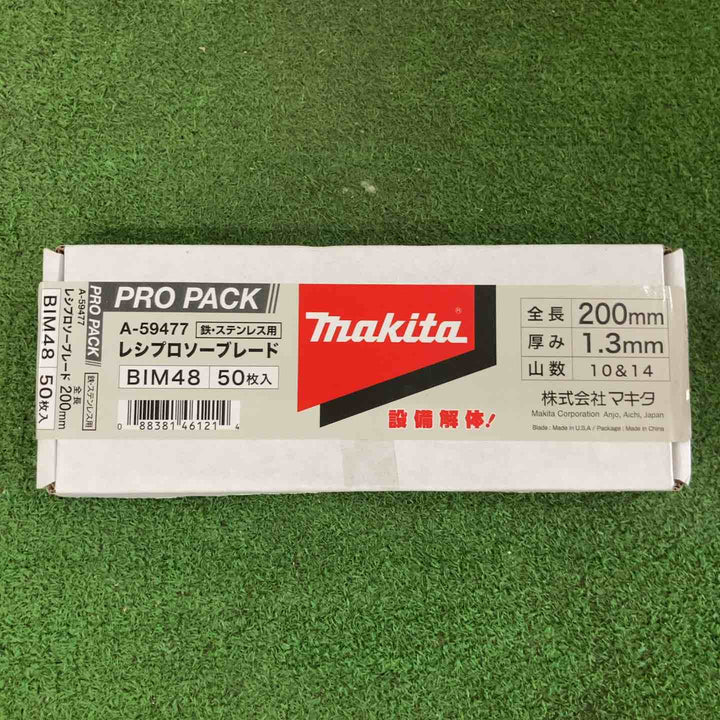 PRO PACK
A-59477 鉄・ステンレス用
レシプロソーブレード
BIM48 50枚入
0 88381 46121 4
makita®
設備解体!
全長 200mm
厚み 1.3mm
山数 10&14
株式会社マキタ
Makita Corporation Anjo, Aichi, Japan
Blade : Made in U.S.A / Package : Made in China
PRO PACK
A-59477
レシプロソーブレード
鉄・ステンレス用
全長 200mm
BIM48 50枚入